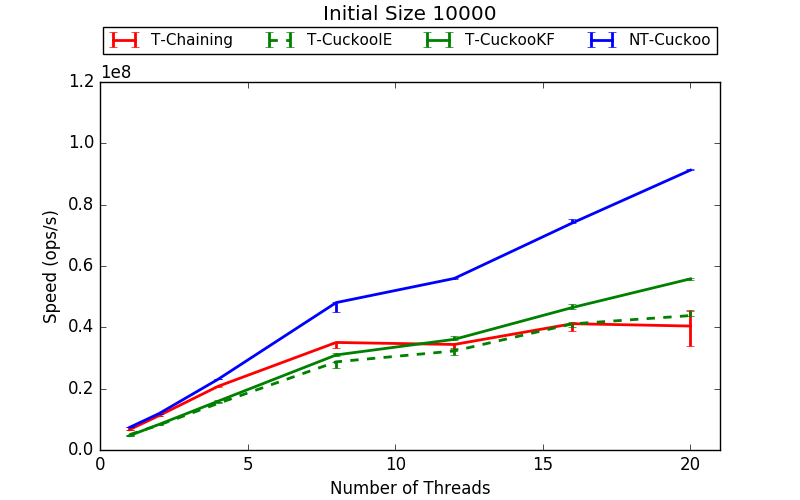 Initial Size 10000
T-Chaining T-CuckooIE T-CuckooKF NT-Cuckoo
1e8
1.2
1.0
0.8
0.6
0.4
0.2
0.0
Speed (ops/s)
0 5 10 15 20
Number of Threads